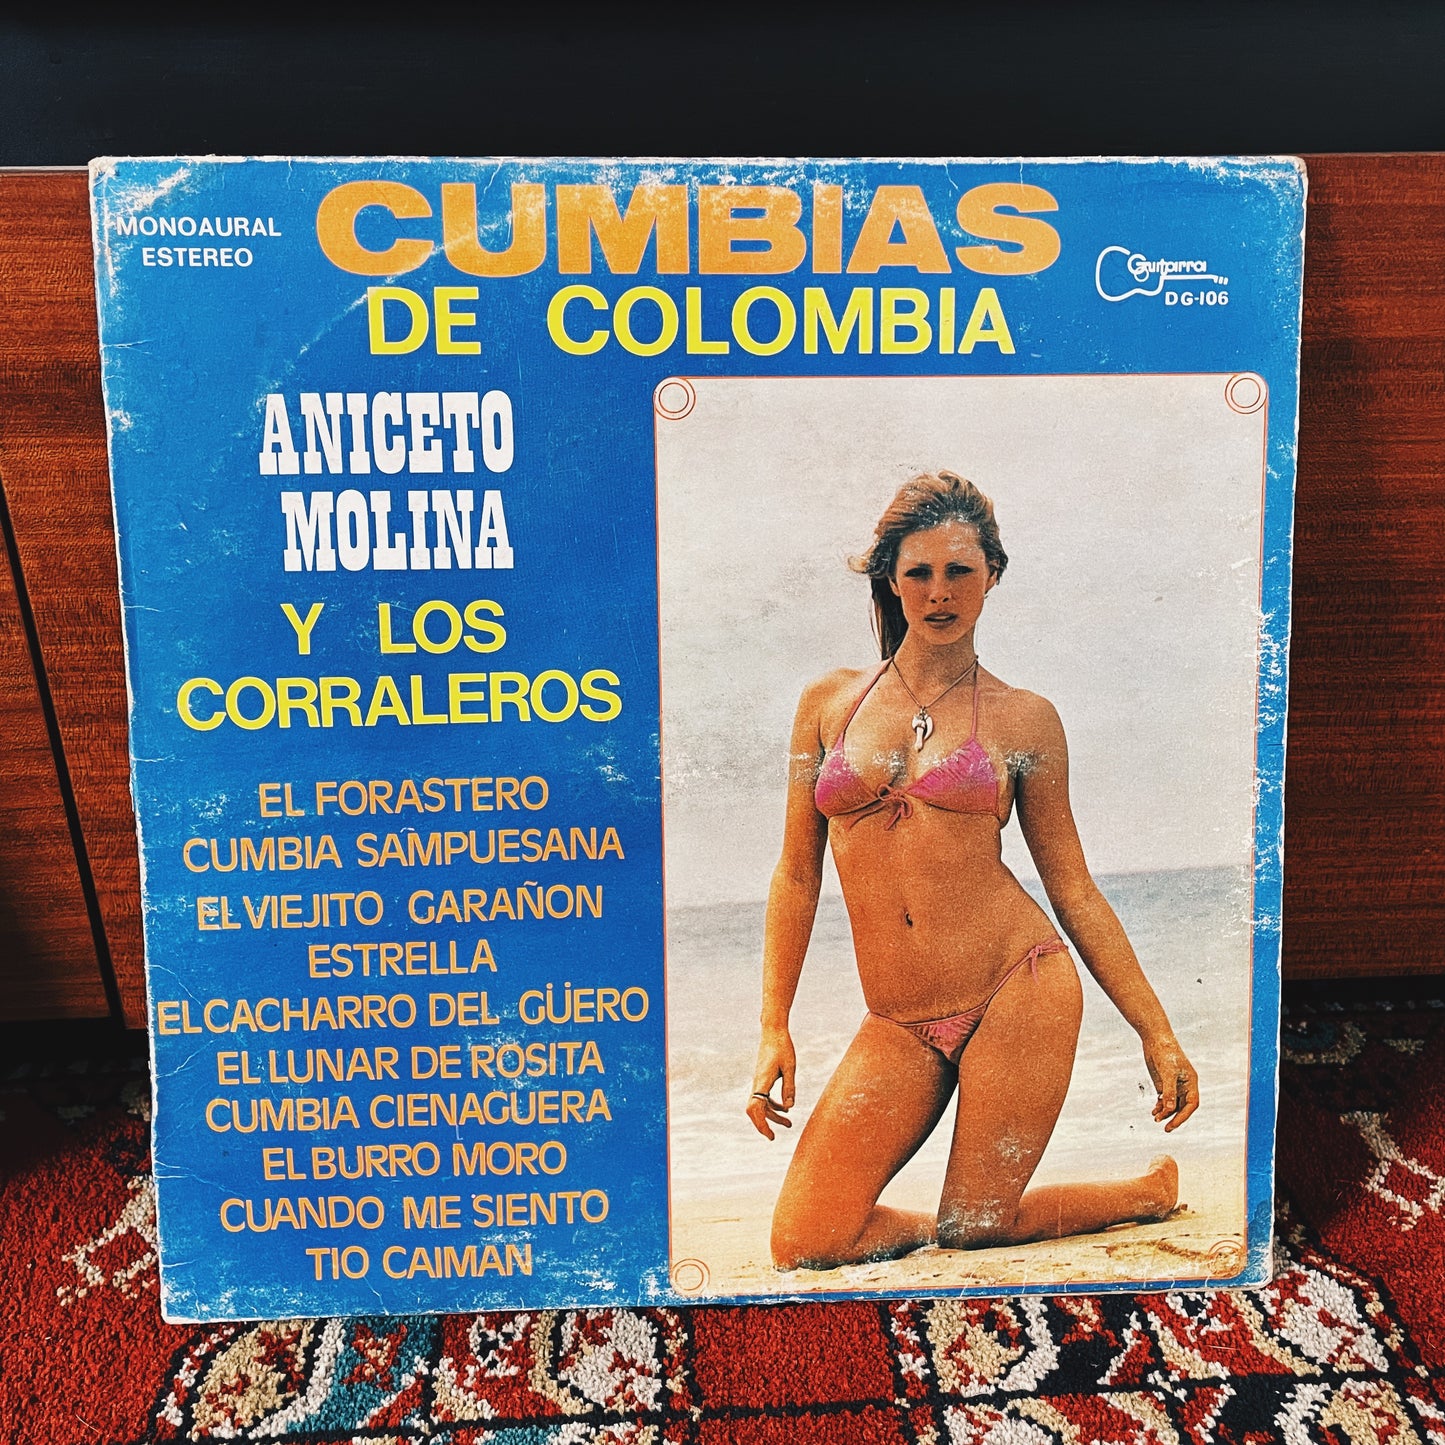 MONOAURAL
ESTEREO
CUMBIAS
DE COLOMBIA
Guitarra
DG-106
ANICETO
MOLINA
Y LOS
CORRALEROS
EL FORASTERO
CUMBIA SAMPUESANA
EL VIEJITO GARAÑON
ESTRELLA
EL CACHARRO DEL GÜERO
EL LUNAR DE ROSITA
CUMBIA CIENAGUERA
EL BURRO MORO
CUANDO ME SIENTO
TIO CAIMAN